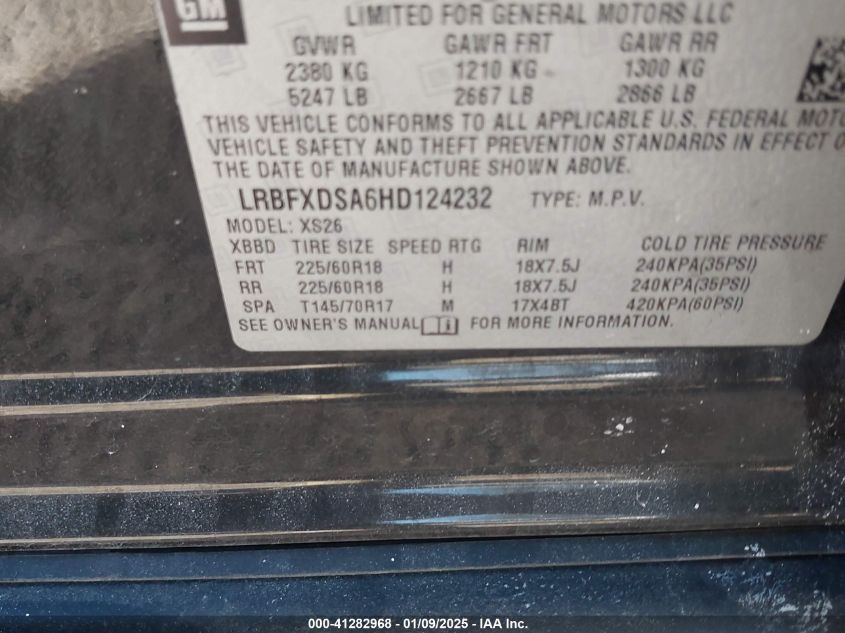 GM
LIMITED FOR GENERAL MOTORS LLC
GVWR GAWR FRT GAWR RR
2380 KG 1210 KG 1300 KG
5247 LB 2667 LB 2866 LB
THIS VEHICLE CONFORMS TO ALL APPLICABLE U.S. FEDERAL MOTO
VEHICLE SAFETY AND THEFT PREVENTION STANDARDS IN EFFECT O
THE DATE OF MANUFACTURE SHOWN ABOVE.
LRBFXDSA6HD124232 TYPE: M.P.V.
MODEL: XS26
XBBD TIRE SIZE SPEED RTG RIM COLD TIRE PRESSURE
FRT 225/60R18 H 18X7.5J 240KPA(35PSI)
RR 225/60R18 H 18X7.5J 240KPA(35PSI)
SPA T145/70R17 M 17X4BT 420KPA(60PSI)
SEE OWNER'S MANUAL FOR MORE INFORMATION.
000-41282968 - 01/09/2025 - © IAA, Inc.